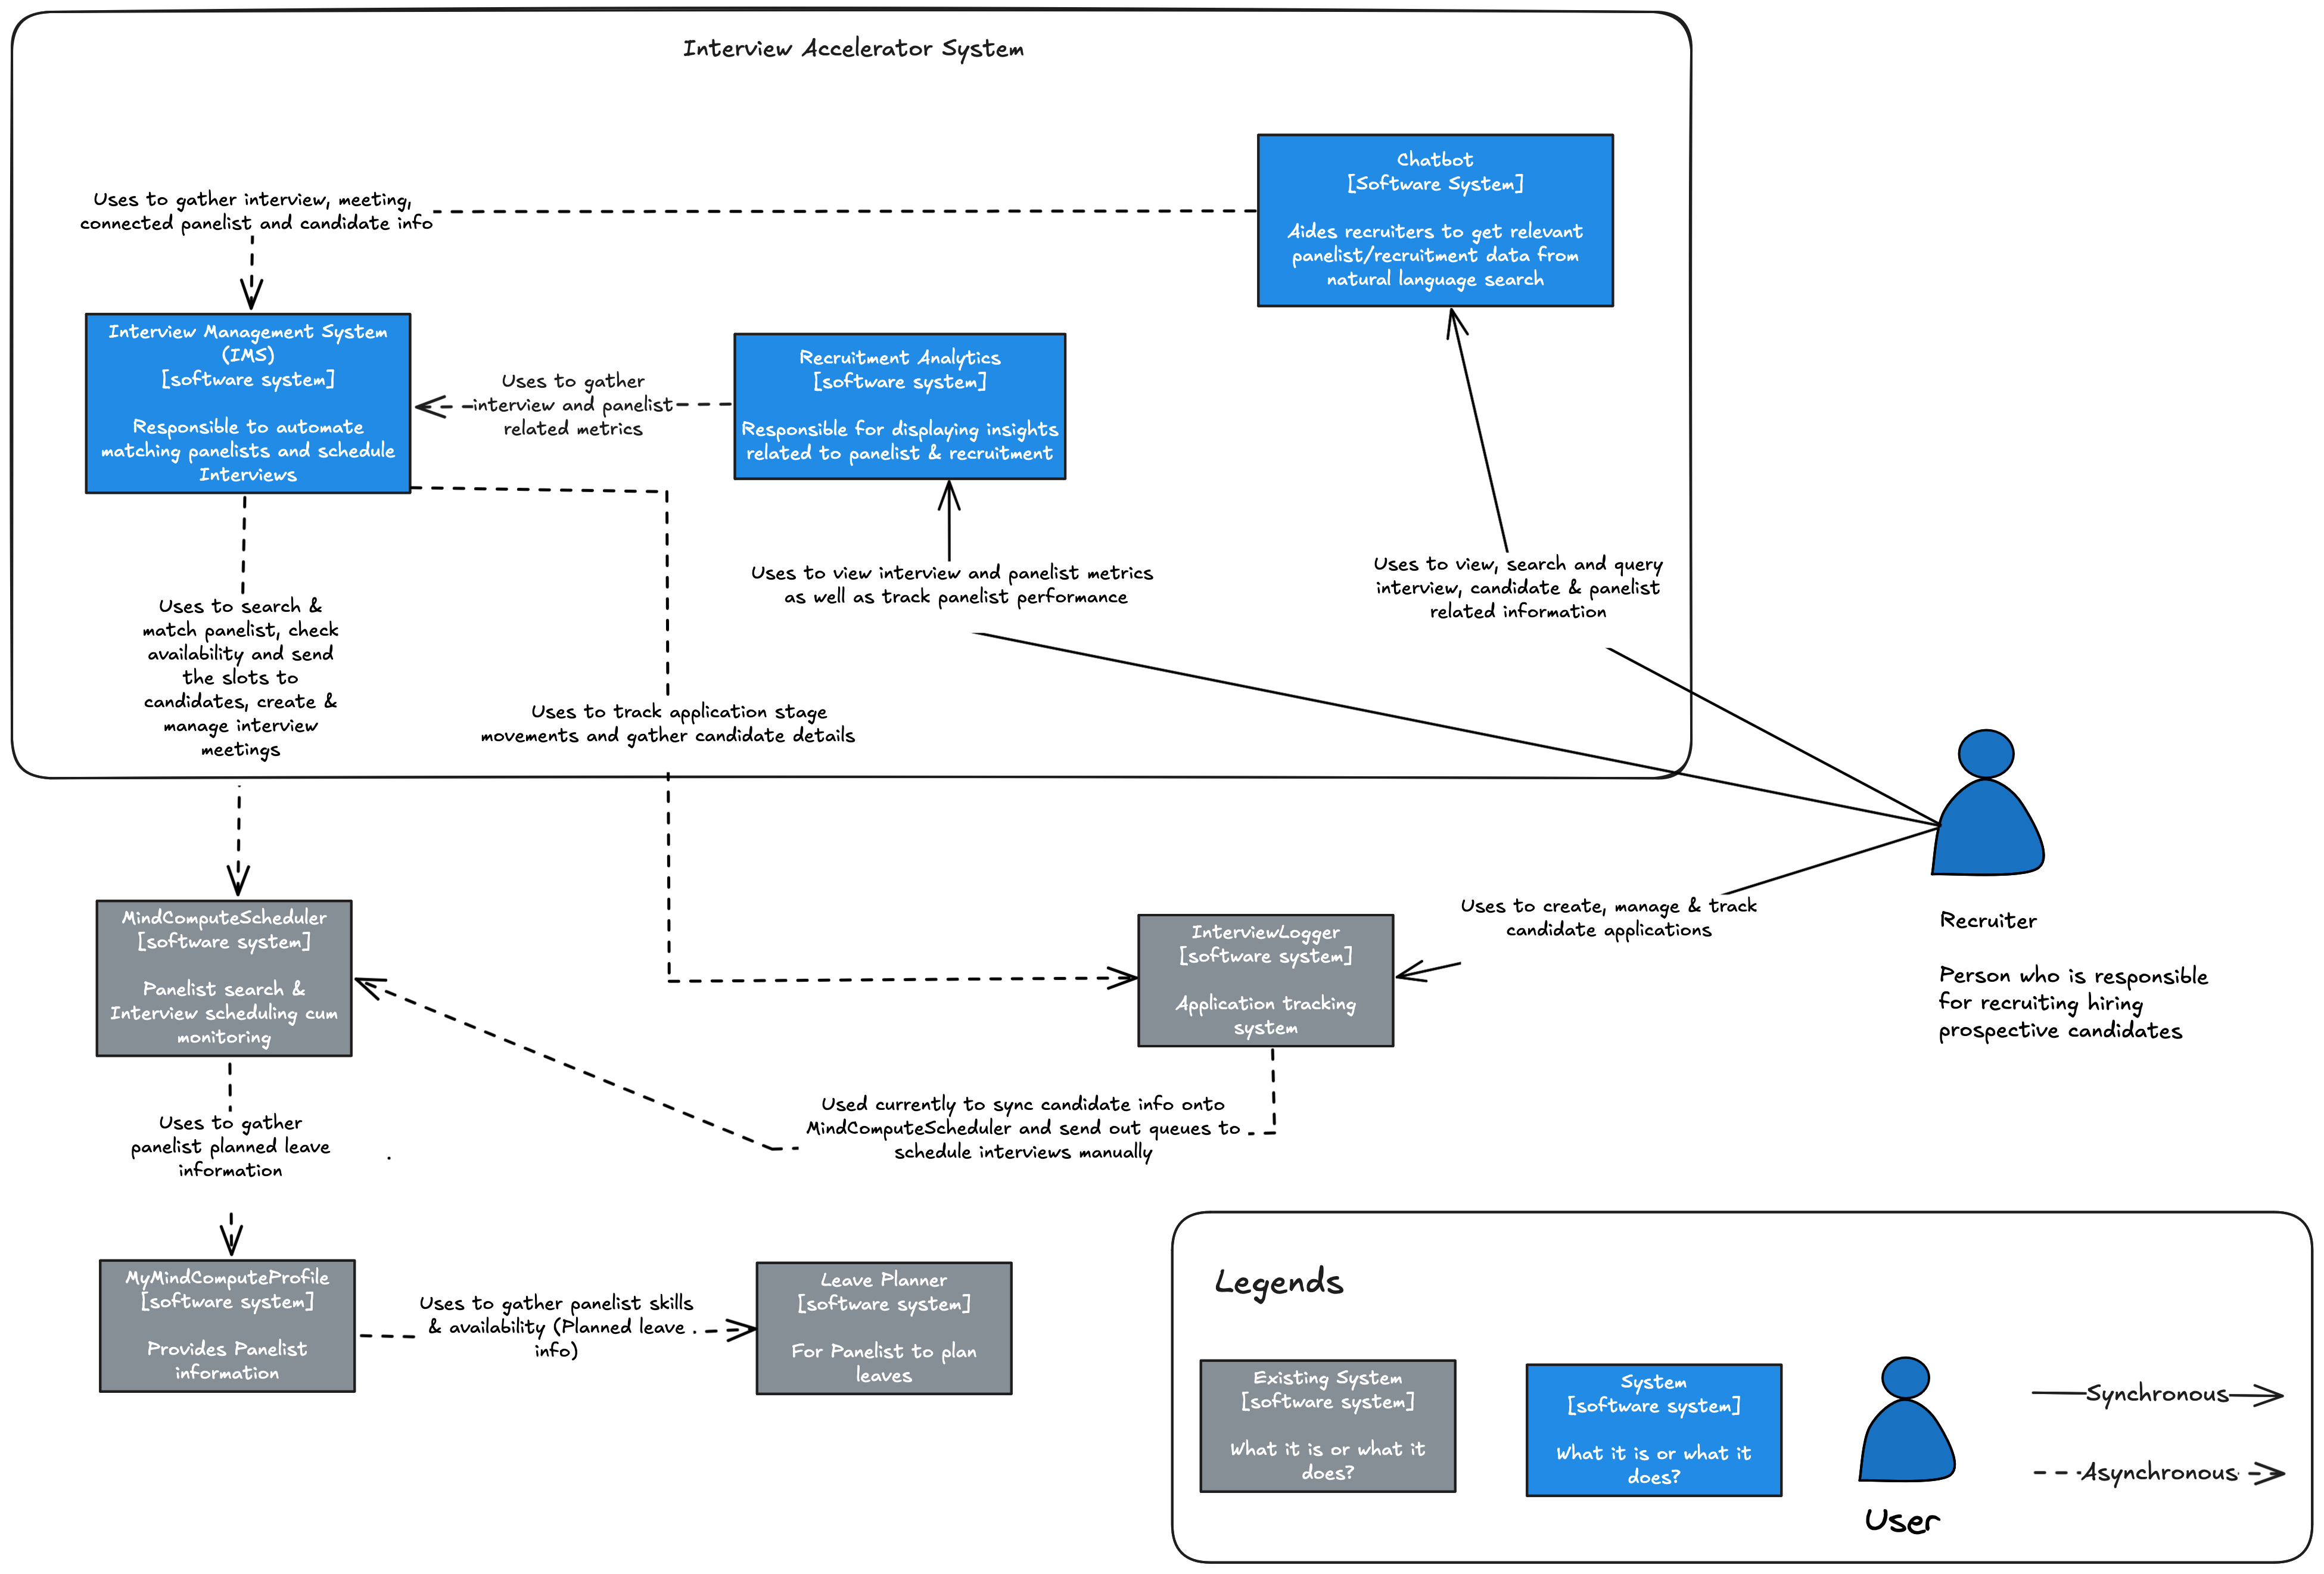 Interview Accelerator System
Chatbot
[Software System]
Aides recruiters to get relevant
panelist/recruitment data from
natural language search
Uses to gather interview, meeting,
connected panelist and candidate info
Interview Management System
(IMS)
[software system]
Responsible to automate
matching panelists and schedule
Interviews
Uses to gather
interview and panelist
related metrics
Recruitment Analytics
[software system]
Responsible for displaying insights
related to panelist & recruitment
Uses to view interview and panelist metrics
as well as track panelist performance
Uses to view, search and query
interview, candidate & panelist
related information
Uses to search &
match panelist, check
availability and send
the slots to
candidates, create &
manage interview
meetings
Uses to track application stage
movements and gather candidate details
MindComputeScheduler
[software system]
Panelist search &
Interview scheduling cum
monitoring
InterviewLogger
[software system]
Application tracking
system
Uses to create, manage & track
candidate applications
Recruiter
Person who is responsible
for recruiting hiring
prospective candidates
Used currently to sync candidate info onto
MindComputeScheduler and send out queues to
schedule interviews manually
Uses to gather
panelist planned leave
information
MyMindComputeProfile
[software system]
Provides Panelist
information
Uses to gather panelist skills
& availability (Planned leave
info)
Leave Planner
[software system]
For Panelist to plan
leaves
Legends
Existing System
[software system]
What it is or what it
does?
System
[software system]
What it is or what it
does?
User
Synchronous
Asynchronous